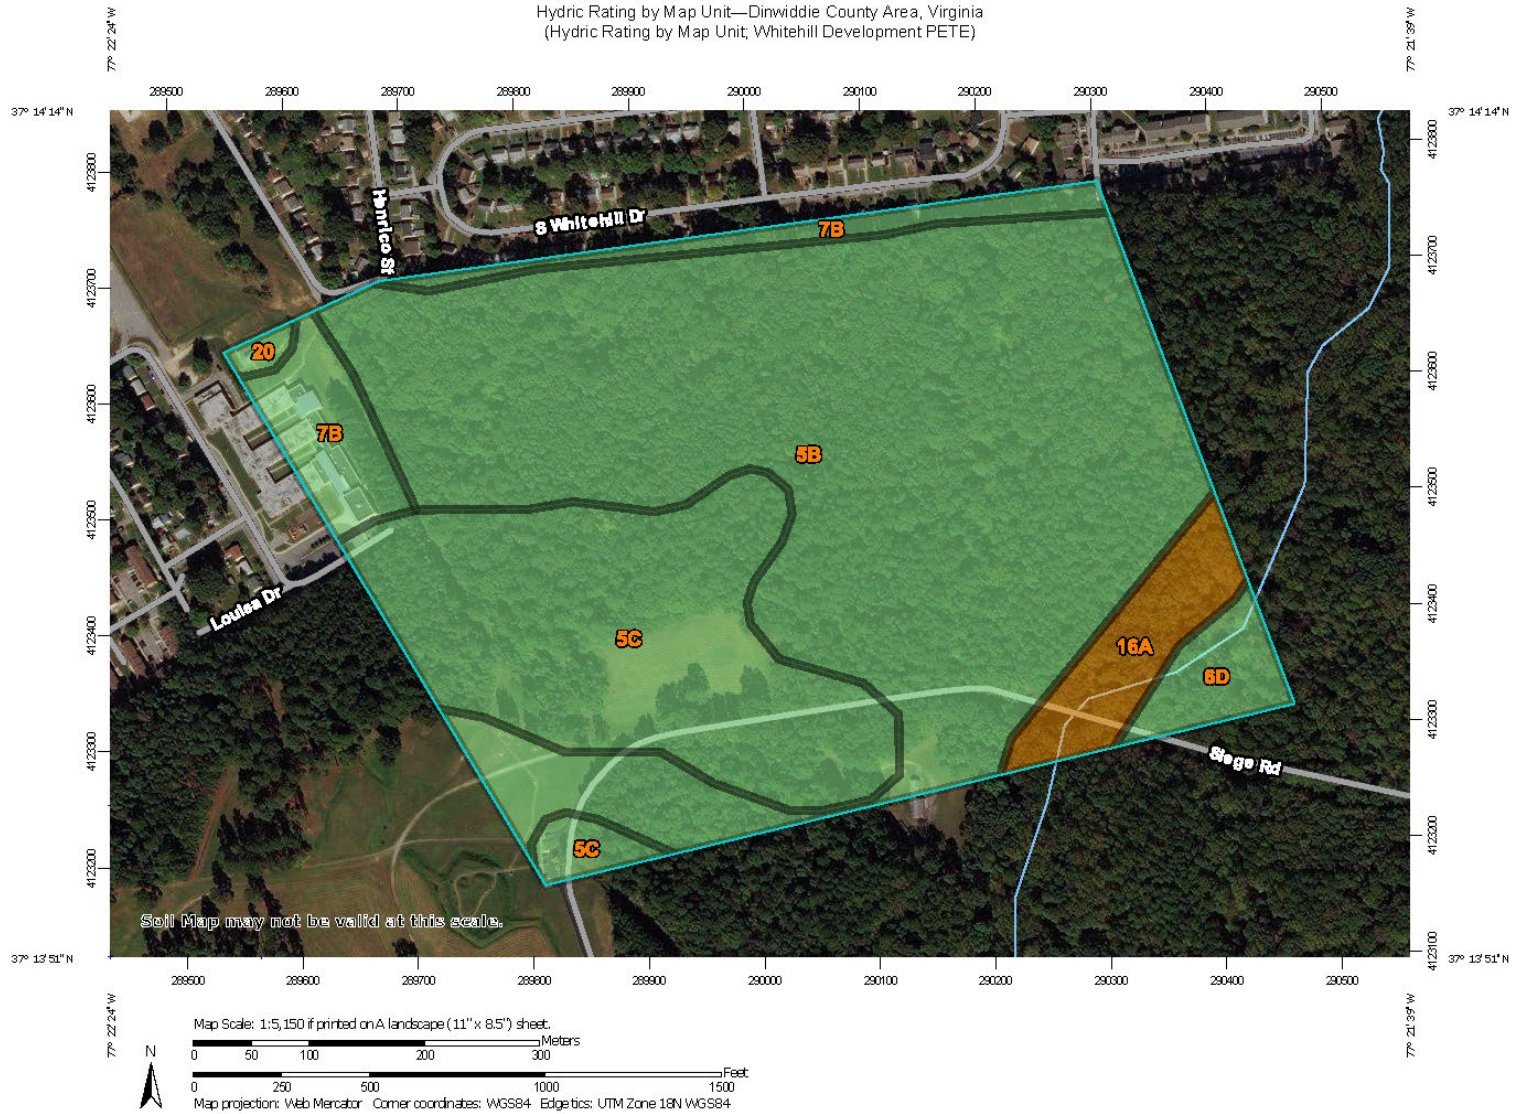 Hydric Rating by Map Unit—Dinwiddie County Area, Virginia
(Hydric Rating by Map Unit; Whitehill Development PETE)
77° 22' 24" W
77° 21' 39" W
289500 289600 289700 289800 289900 290000 290100 290200 290300 290400 290500
37° 14' 14" N
37° 14' 14" N
4123800
4123800
Henrico St
S Whitehill Dr
7B
4123700
4123700
20
4123600
4123600
7B
5B
4123500
4123500
Louisa Dr
4123400
4123400
5C
16A
6D
4123300
4123300
Siege Rd
5C
4123200
4123200
Soil Map may not be valid at this scale.
4123100
37° 13' 51" N
37° 13' 51" N
289500 289600 289700 289800 289900 290000 290100 290200 290300 290400 290500
77° 22' 24" W
77° 21' 39" W
Map Scale: 1:5,150 if printed on A landscape (11" x 8.5") sheet.
Meters
N
0 50 100 200 300
Feet
0 250 500 1000 1500
Map projection: Web Mercator Corner coordinates: WGS84 Edge tics: UTM Zone 18N WGS84